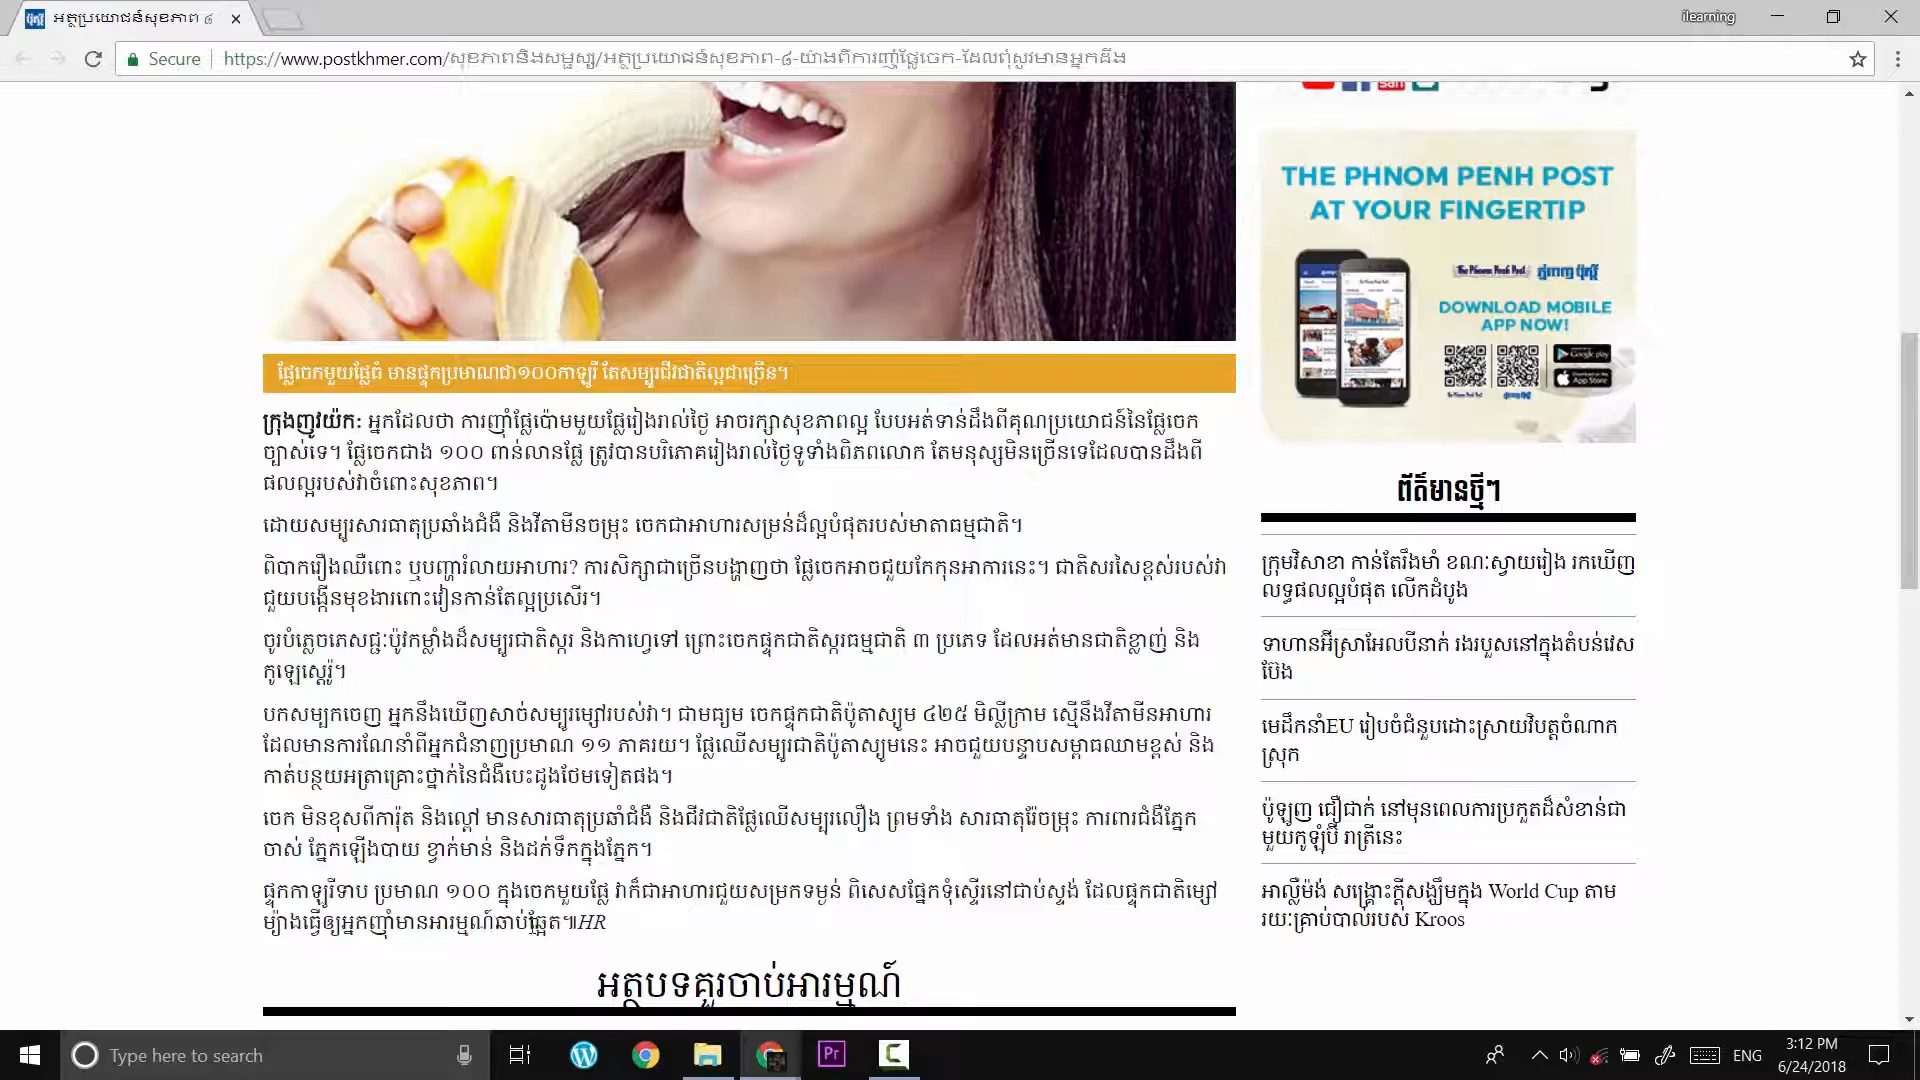 អត្ថប្រយោជន៍សុខភាព ៤
ilearning
Secure
https://www.postkhmer.com/សុខភាពនិងសម្ផស្ស/អត្ថប្រយោជន៍សុខភាព-៤-យ៉ាងពីការញ៉ាំផ្លែចេក-ដែលពុំសូវមានអ្នកដឹង
THE PHNOM PENH POST
AT YOUR FINGERTIP
The Phnom Penh Post ភ្នំពេញ ប៉ុស្តិ៍
DOWNLOAD MOBILE
APP NOW!
Google play
App Store
ផ្លែចេកមួយផ្លែធំ មានផ្ទុកប្រមាណជា១០០កាឡូរី តែសម្បូរជីវជាតិល្អជាច្រើន។
ក្រុងញូវយ៉កៈ អ្នកដែលថា ការញ៉ាំផ្លែប៉ោមមួយផ្លែរៀងរាល់ថ្ងៃ អាចរក្សាសុខភាពល្អ បែបអត់ទាន់ដឹងពីគុណប្រយោជន៍នៃផ្លែចេក
ច្បាស់ទេ។ ផ្លែចេកជាង ១០០ ពាន់លានផ្លែ ត្រូវបានបរិភោគរៀងរាល់ថ្ងៃទូទាំងពិភពលោក តែមនុស្សមិនច្រើនទេដែលបានដឹងពី
ផលល្អរបស់វាចំពោះសុខភាព។
ដោយសម្បូរសារធាតុប្រឆាំងជំងឺ និងវីតាមីនចម្រុះ ចេកជាអាហារសម្រន់ដ៏ល្អបំផុតរបស់មាតាធម្មជាតិ។
ពិបាករឿងឈឺពោះ ឬបញ្ហារំលាយអាហារ? ការសិក្សាជាច្រើនបង្ហាញថា ផ្លែចេកអាចជួយកែកុនអាការនេះ។ ជាតិសរសៃខ្ពស់របស់វា
ជួយបង្កើនមុខងារពោះវៀនកាន់តែល្អប្រសើរ។
ចូរបំភ្លេចភេសជ្ជៈប៉ូវកម្លាំងដ៏សម្បូរជាតិស្ករ និងកាហ្វេទៅ ព្រោះចេកផ្ទុកជាតិស្ករធម្មជាតិ ៣ ប្រភេទ ដែលអត់មានជាតិខ្លាញ់ និង
កូឡេស្តេរ៉ូ។
បកសម្បកចេញ អ្នកនឹងឃើញសាច់សម្បូរម្សៅរបស់វា។ ជាមធ្យម ចេកផ្ទុកជាតិប៉ូតាស្យូម ៤២៥ មិល្លីក្រាម ស្មើនឹងវីតាមីនអាហារ
ដែលមានការណែនាំពីអ្នកជំនាញប្រមាណ ១១ ភាគរយ។ ផ្លែឈើសម្បូរជាតិប៉ូតាស្យូមនេះ អាចជួយបន្ទាបសម្ពាធឈាមខ្ពស់ និង
កាត់បន្ថយអត្រាគ្រោះថ្នាក់នៃជំងឺបេះដូងថែមទៀតផង។
ចេក មិនខុសពីការ៉ុត និងល្ពៅ មានសារធាតុប្រឆាំជំងឺ និងជីវជាតិផ្លែឈើសម្បុរលឿង ព្រមទាំង សារធាតុរ៉ែចម្រុះ ការពារជំងឺភ្នែក
ចាស់ ភ្នែកឡើងបាយ ខ្វាក់មាន់ និងដក់ទឹកក្នុងភ្នែក។
ផ្ទុកកាឡូរីទាប ប្រមាណ ១០០ ក្នុងចេកមួយផ្លែ វាក៏ជាអាហារជួយសម្រកទម្ងន់ ពិសេសផ្នែកទុំស្ទើរនៅជាប់ស្ទង់ ដែលផ្ទុកជាតិម្សៅ
ម្យ៉ាងធ្វើឲ្យអ្នកញ៉ាំមានអារម្មណ៍ឆាប់ឆ្អែត៕HR
អត្ថបទគួរចាប់អារម្មណ៍
ព័ត៌មានថ្មីៗ
ក្រុមវិសាខា កាន់តែរឹងមាំ ខណៈស្វាយរៀង រកឃើញ
លទ្ធផលល្អបំផុត លើកដំបូង
ទាហានអ៊ីស្រាអែលបីនាក់ រងរបួសនៅក្នុងតំបន់វេស
ប៊ែង
មេដឹកនាំEU រៀបចំជំនួបដោះស្រាយវិបត្តចំណាក
ស្រុក
ប៉ូឡូញ ជឿជាក់ នៅមុនពេលការប្រកួតដ៏សំខាន់ជា
មួយកូឡុំប៊ី រាត្រីនេះ
អាល្លឺម៉ង់ សង្គ្រោះក្ដីសង្ឃឹមក្នុង World Cup តាម
រយៈគ្រាប់បាល់របស់ Kroos
Type here to search
Pr
ENG
3:12 PM
6/24/2018